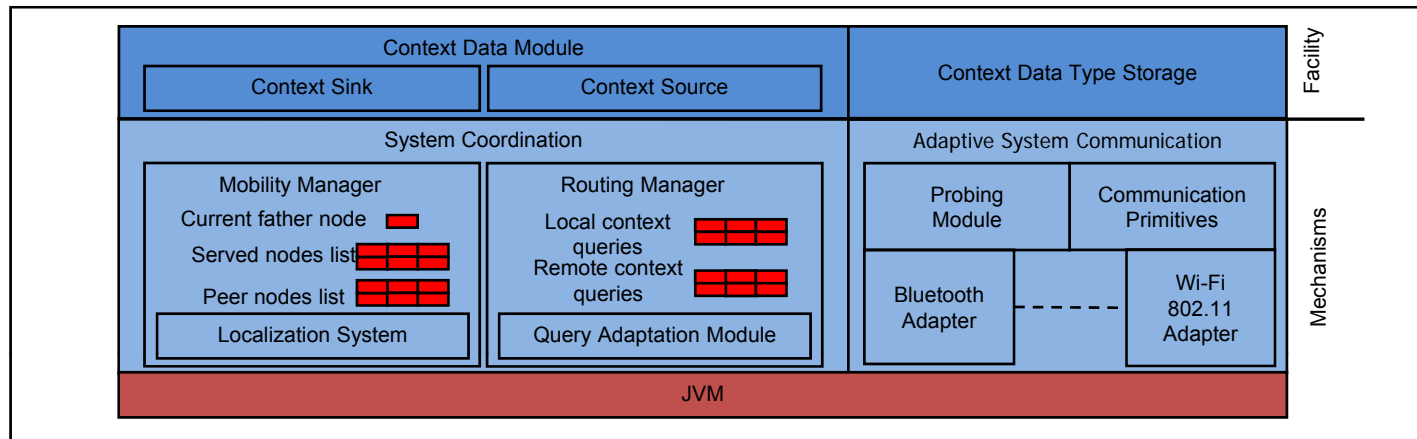 Context Data Module
Context Sink
Context Source
Context Data Type Storage
Facility
System Coordination
Mobility Manager
Current father node
Served nodes list
Peer nodes list
Localization System
Routing Manager
Local context
queries
Remote context
queries
Query Adaptation Module
Adaptive System Communication
Probing
Module
Communication
Primitives
Bluetooth
Adapter
Wi-Fi
802.11
Adapter
Mechanisms
JVM